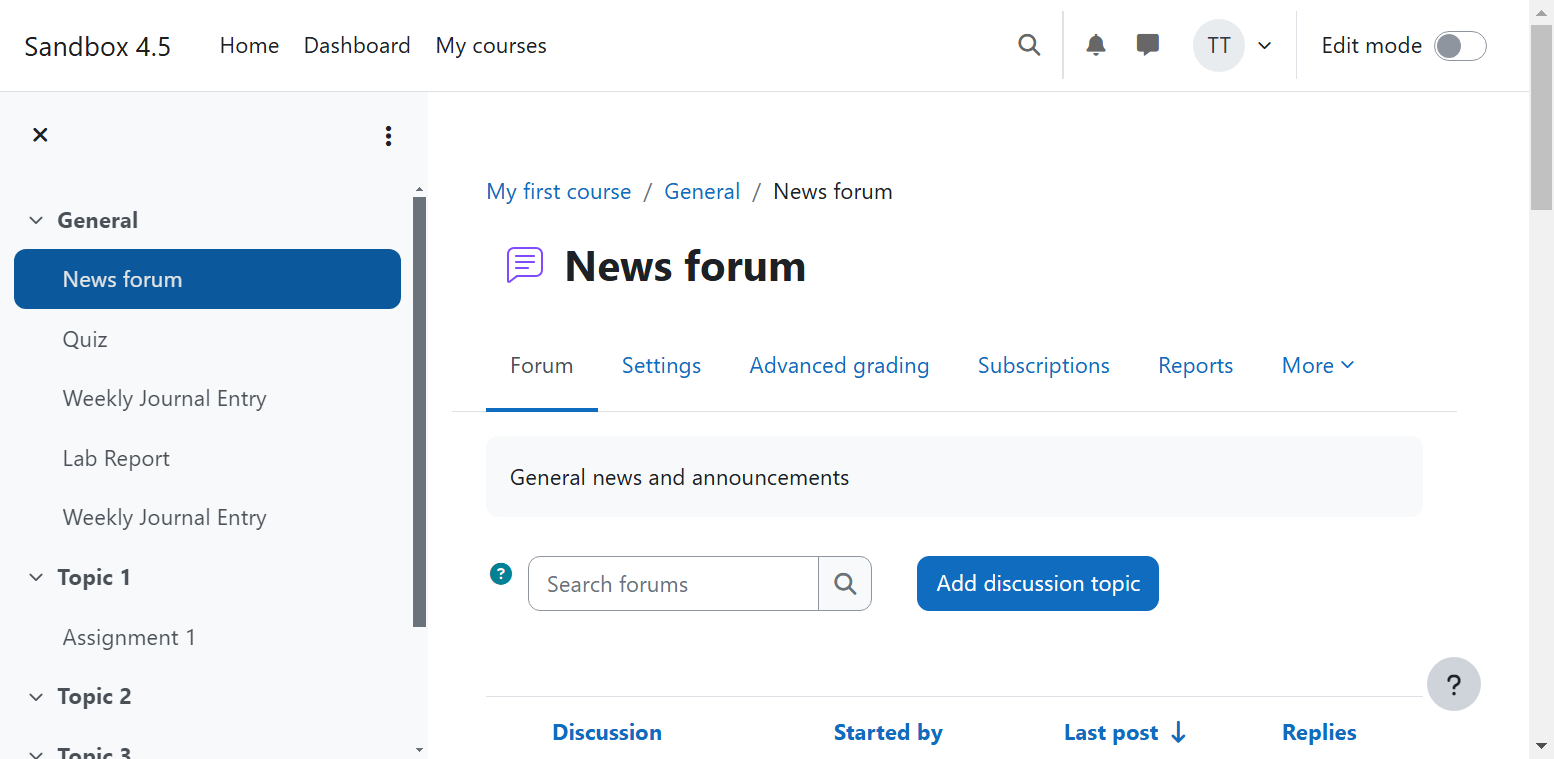 Sandbox 4.5 Home Dashboard My courses TT Edit mode
General
News forum
Quiz
Weekly Journal Entry
Lab Report
Weekly Journal Entry
Topic 1
Assignment 1
Topic 2
Topic 3
My first course / General / News forum
News forum
Forum Settings Advanced grading Subscriptions Reports More
General news and announcements
? Search forums Add discussion topic
?
Discussion Started by Last post Replies